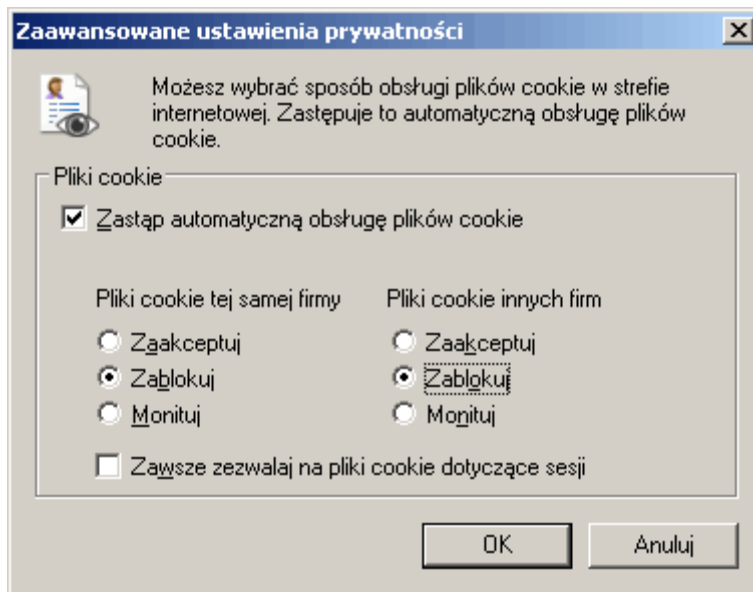 Zaawansowane ustawienia prywatności
Możesz wybrać sposób obsługi plików cookie w strefie
internetowej. Zastępuje to automatyczną obsługę plików
cookie.
Pliki cookie
Zastąp automatyczną obsługę plików cookie
Pliki cookie tej samej firmy
Pliki cookie innych firm
Zaakceptuj
Zaakceptuj
Zablokuj
Zablokuj
Monituj
Monituj
Zawsze zezwalaj na pliki cookie dotyczące sesji
OK
Anuluj